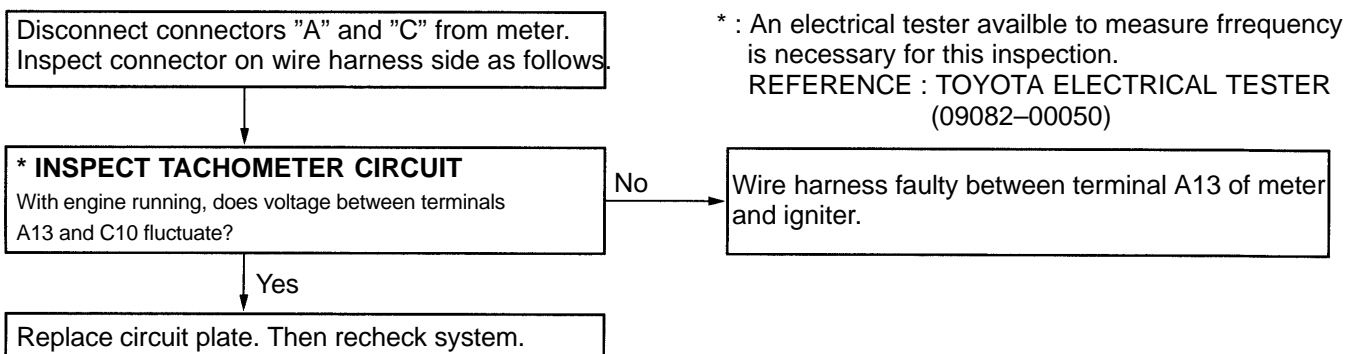 Disconnect connectors ”A” and ”C” from meter.
Inspect connector on wire harness side as follows.
* : An electrical tester availble to measure frrequency
is necessary for this inspection.
REFERENCE : TOYOTA ELECTRICAL TESTER
(09082–00050)
* INSPECT TACHOMETER CIRCUIT
With engine running, does voltage between terminals
A13 and C10 fluctuate?
No
Wire harness faulty between terminal A13 of meter
and igniter.
Yes
Replace circuit plate. Then recheck system.